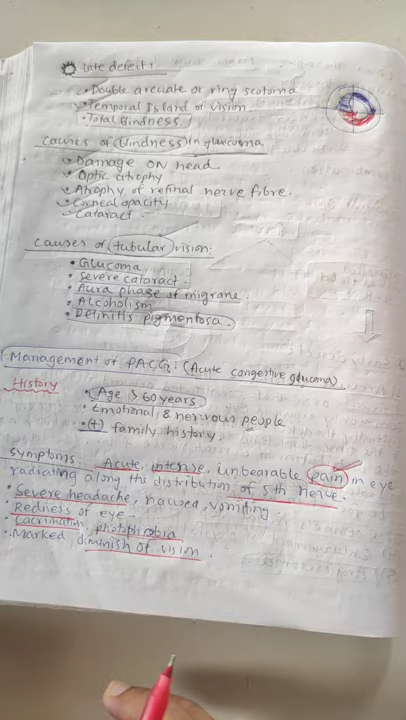 Late defect:
• Double arcuate or ring scotoma
• Temporal Island of vision
• Total Blindness
Causes of (blindness) in glucoma
Damage ON head
Optic atrophy
Atrophy of retinal nerve fibre.
Corneal opacity
Cataract
Causes of (tubular) vision.
• Glucoma
• Severe cataract.
• Aura phase of migrane.
• Alcoholism
• Retinitis pigmentosa.
Management of PACG: (Acute congestive glucoma)
History
• Age > 60 years
• Emotional & nervous people
• (+) family history.
Symptoms: Acute, intense, unbearable pain in eye
radiating along the distribution of 5th Nerve.
• Severe headache, nausea, vomiting.
• Redness of eye
• Lacrimation, photophobia
• Marked diminish of vision.